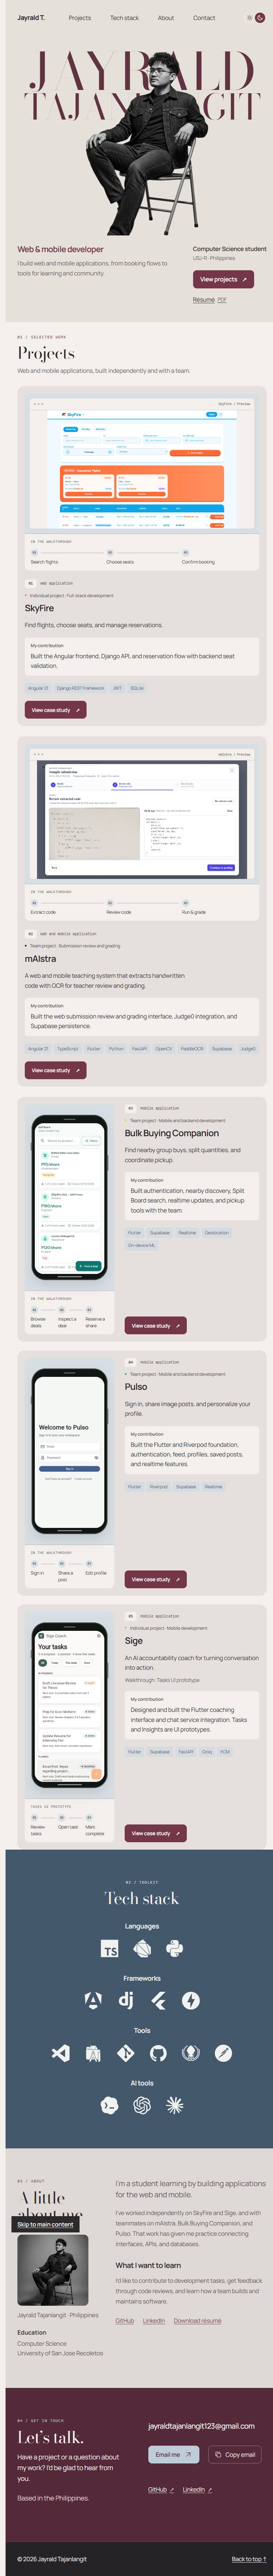 Jayrald T.
Projects
Tech stack
About
Contact
JAYRALD
TAJANLANGIT
Web & mobile developer
I build web and mobile applications, from booking flows to
tools for learning and community.
Computer Science student
USJ-R · Philippines
View projects ↗
Résumé PDF
01 / SELECTED WORK
Projects
Web and mobile applications, built independently and with a team.
SkyFire / Preview
SkyFire
IN THE WALKTHROUGH
01
02
03
Search flights
Choose seats
Confirm booking
01 Web application
Individual project · Full-stack development
SkyFire
Find flights, choose seats, and manage reservations.
My contribution
Built the Angular frontend, Django API, and reservation flow with backend seat
validation.
Angular 21
Django REST Framework
JWT
SQLite
View case study ↗
mAIstra / Preview
IN THE WALKTHROUGH
01
02
03
Extract code
Review code
Run & grade
02 Web and mobile application
Team project · Submission review and grading
mAIstra
A web and mobile teaching system that extracts handwritten
code with OCR for teacher review and grading.
My contribution
Built the web submission review and grading interface, Judge0 integration, and
Supabase persistence.
Angular 21
TypeScript
Flutter
Python
FastAPI
OpenCV
PaddleOCR
Supabase
Judge0
View case study ↗
IN THE WALKTHROUGH
01
02
03
Browse
deals
Inspect a
deal
Reserve a
share
03 Mobile application
Team project · Mobile and backend development
Bulk Buying Companion
Find nearby group buys, split quantities, and
coordinate pickup.
My contribution
Built authentication, nearby discovery, Split
Board search, realtime updates, and pickup
tools with the team.
Flutter
Supabase
Realtime
Geolocation
On-device ML
View case study ↗
Welcome to Pulso
Sign in
IN THE WALKTHROUGH
01
02
03
Sign in
Share a
post
Edit profile
04 Mobile application
Team project · Mobile and backend development
Pulso
Sign in, share image posts, and personalize your
profile.
My contribution
Built the Flutter and Riverpod foundation,
authentication, feed, profiles, saved posts,
and realtime features.
Flutter
Riverpod
Supabase
Realtime
View case study ↗
Sige Coach
Your tasks
TASKS UI PROTOTYPE
01
02
03
Review
tasks
Open task
Mark
complete
05 Mobile application
Individual project · Mobile development
Sige
An AI accountability coach for turning conversation
into action.
Walkthrough: Tasks UI prototype
My contribution
Designed and built the Flutter coaching
interface and chat service integration. Tasks
and Insights are UI prototypes.
Flutter
Supabase
FastAPI
Groq
FCM
View case study ↗
02 / TOOLKIT
Tech stack
Languages
TS
Frameworks
dj
Tools
AI tools
03 / ABOUT
A little
about me
Skip to main content
Jayrald Tajanlangit · Philippines
Education
Computer Science
University of San Jose Recoletos
I'm a student learning by building applications
for the web and mobile.
I've worked independently on SkyFire and Sige, and with
teammates on mAIstra, Bulk Buying Companion, and
Pulso. That work has given me practice connecting
interfaces, APIs, and databases.
What I want to learn
I'd like to contribute to development tasks, get feedback
through code reviews, and learn how a team builds and
maintains software.
GitHub
LinkedIn
Download résumé
04 / GET IN TOUCH
Let's talk.
Have a project or a question about
my work? I'd be glad to hear from
you.
Based in the Philippines.
jayraldtajanlangit123@gmail.com
Email me ↗
Copy email
GitHub ↗
LinkedIn ↗
© 2026 Jayrald Tajanlangit
Back to top ↑